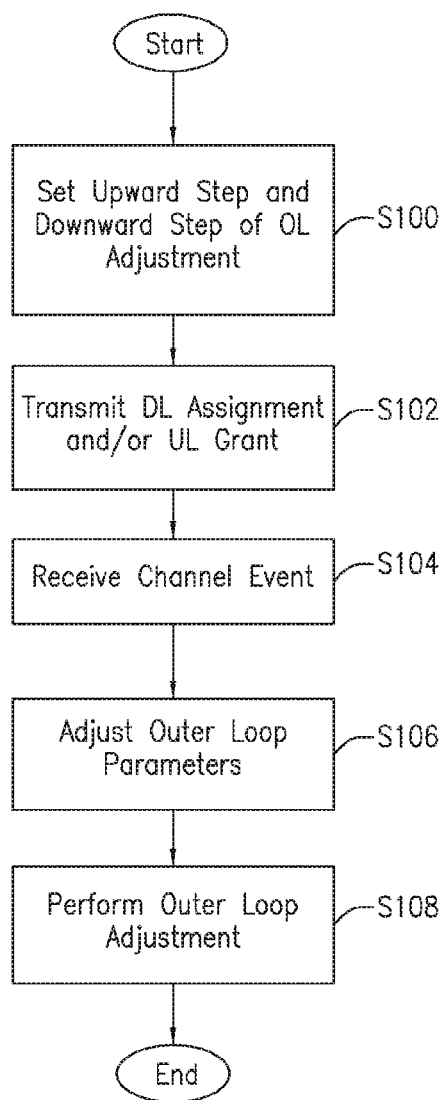 Start
Set Upward Step and
Downward Step of OL
Adjustment
S100
Transmit DL Assignment
and/or UL Grant
S102
Receive Channel Event
S104
Adjust Outer Loop
Parameters
S106
Perform Outer Loop
Adjustment
S108
End